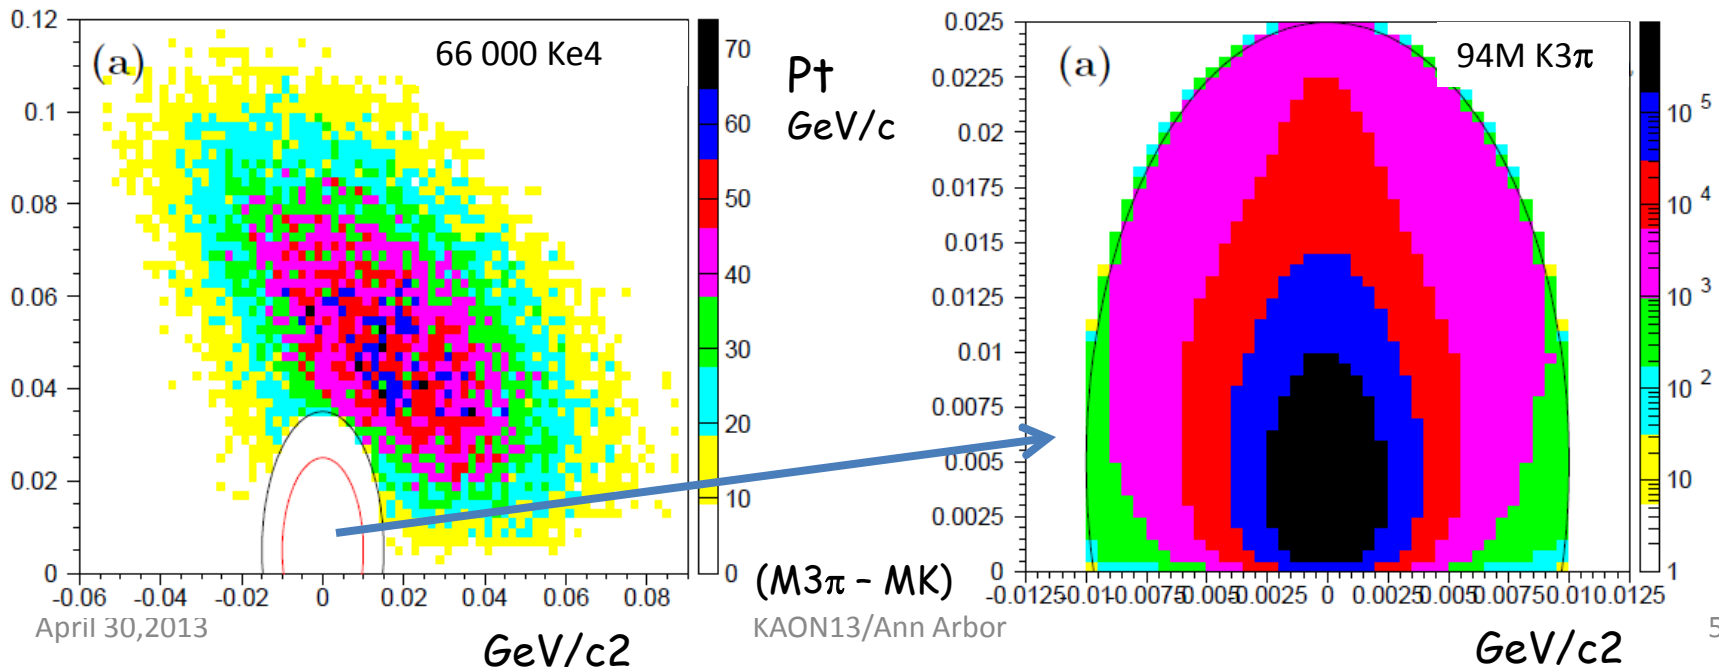 0.12
0.1
0.08
0.06
0.04
0.02
0
(a)
66 000 Ke4
70
60
50
40
30
20
10
0
-0.06 -0.04 -0.02 0 0.02 0.04 0.06 0.08
GeV/c2
Pt
GeV/c
(M3π – MK)
0.025
0.0225
0.02
0.0175
0.015
0.0125
0.01
0.0075
0.005
0.0025
0
(a)
94M K3π
10 5
10 4
10 3
10 2
10
1
-0.0125 -0.01 -0.0075 -0.005 -0.0025 0 0.0025 0.005 0.0075 0.01 0.0125
GeV/c2
April 30,2013
KAON13/Ann Arbor
5